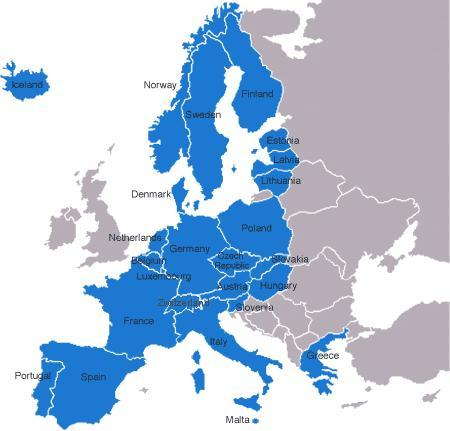 Iceland
Norway
Finland
Sweden
Estonia
Latvia
Lithuania
Denmark
Poland
Netherlands
Germany
Belgium
Czech
Republic
Slovakia
Luxembourg
Austria
Hungary
Zwitzerland
Slovenia
France
Italy
Greece
Portugal
Spain
Malta